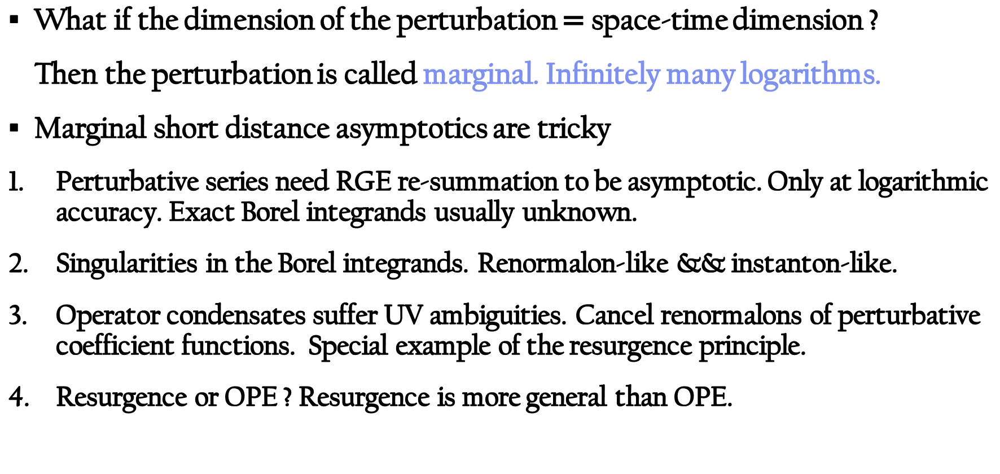 ▪ What if the dimension of the perturbation = space-time dimension ?
Then the perturbation is called marginal. Infinitely many logarithms.
▪ Marginal short distance asymptotics are tricky
1. Perturbative series need RGE re-summation to be asymptotic. Only at logarithmic
accuracy. Exact Borel integrands usually unknown.
2. Singularities in the Borel integrands. Renormalon-like && instanton-like.
3. Operator condensates suffer UV ambiguities. Cancel renormalons of perturbative
coefficient functions. Special example of the resurgence principle.
4. Resurgence or OPE ? Resurgence is more general than OPE.